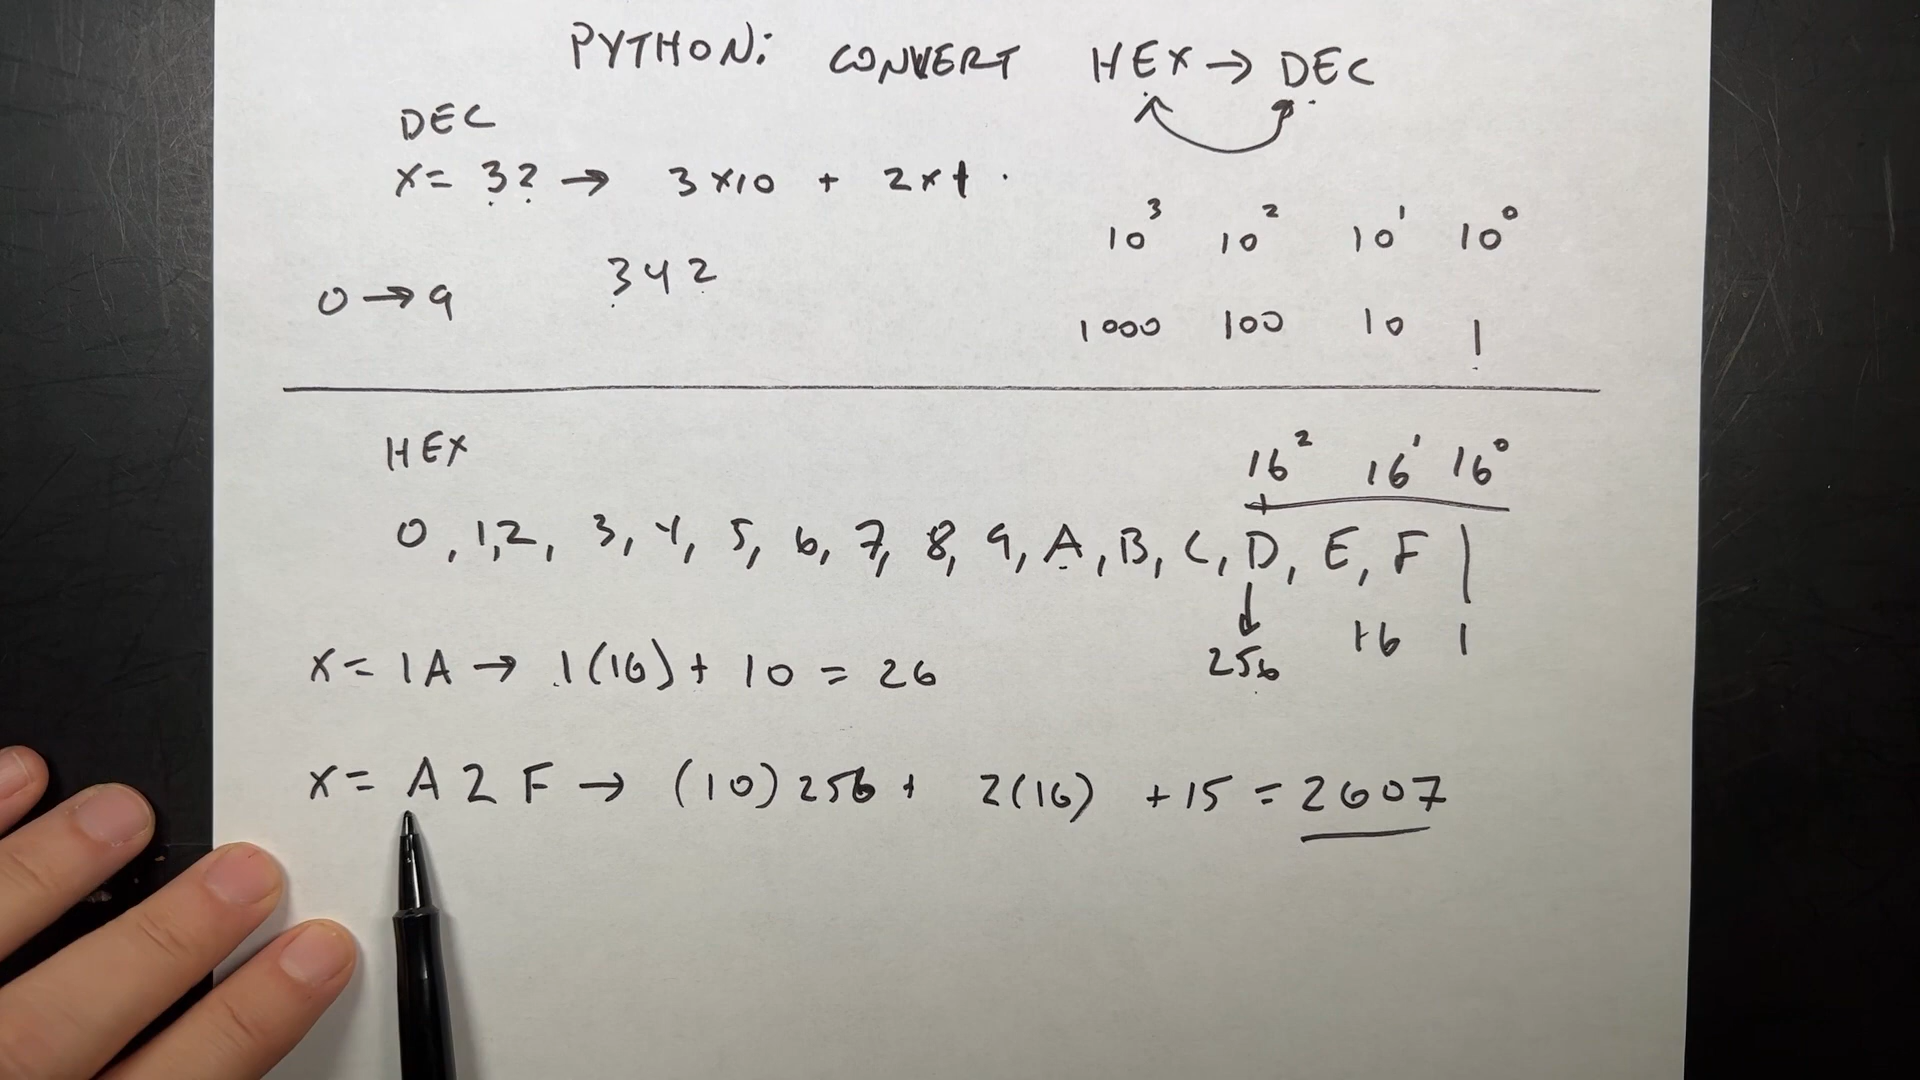 PYTHON: CONVERT HEX → DEC
DEC
x = 32 → 3 x 10 + 2 x 1
10³ 10² 10¹ 10⁰
0 → 9 342
1000 100 10 1
HEX
16² 16¹ 16⁰
0, 1, 2, 3, 4, 5, 6, 7, 8, 9, A, B, C, D, E, F |
256 16 1
x = 1A → 1(16) + 10 = 26
x = A2F → (10)256 + 2(16) + 15 = 2607